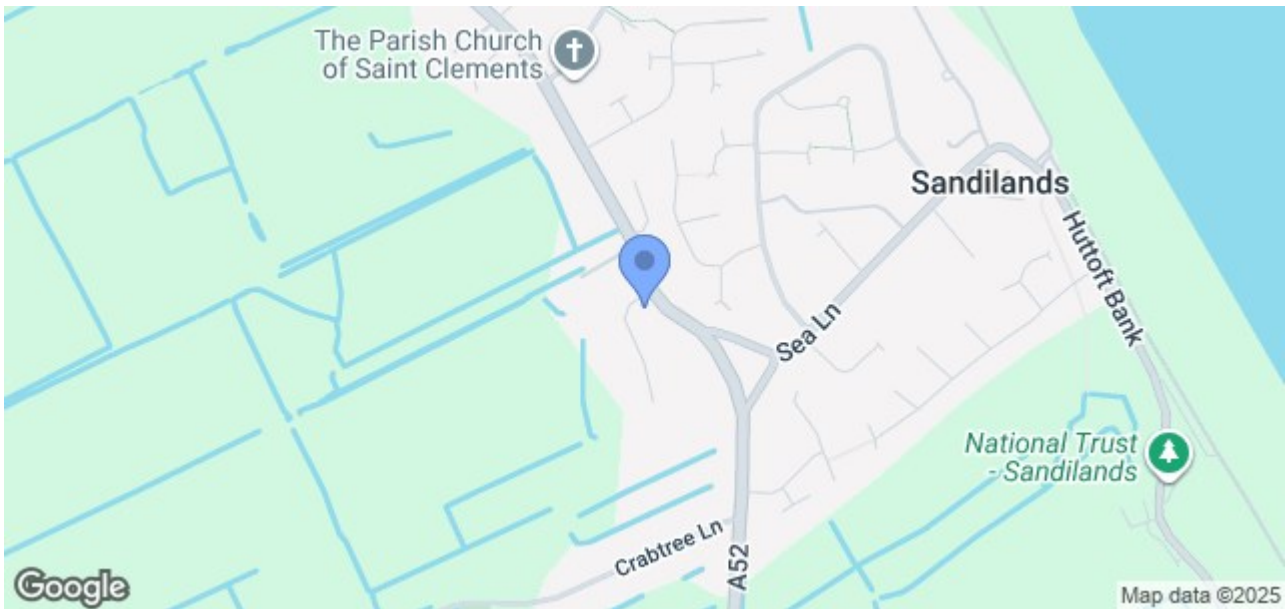 The Parish Church
of Saint Clements
Sandilands
Huttoft Bank
Sea Ln
National Trust
- Sandilands
Crabtree Ln
A52
Google
Map data ©2025